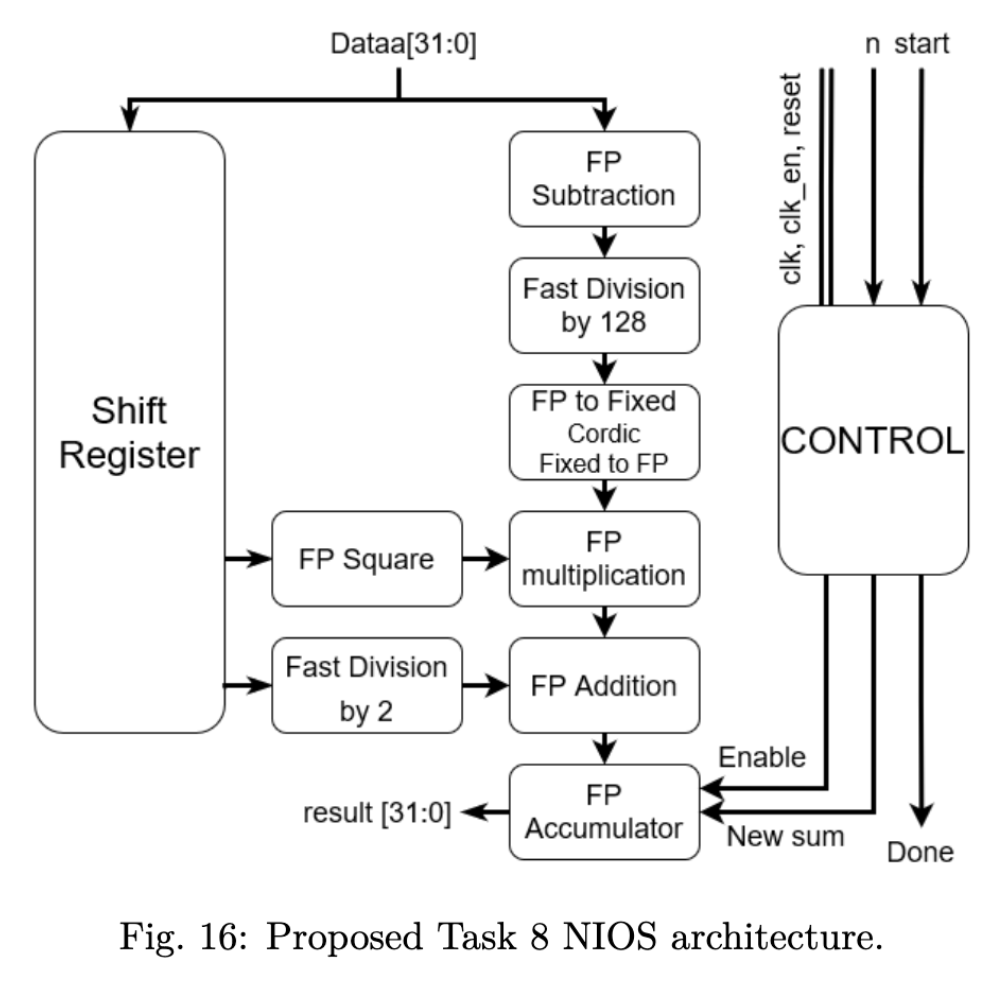 Dataa[31:0]
n start
clk, clk_en, reset
FP
Subtraction
Fast Division
by 128
FP to Fixed
Cordic
Fixed to FP
Shift
Register
CONTROL
FP Square
FP
multiplication
Fast Division
by 2
FP Addition
Enable
FP
Accumulator
result [31:0]
New sum
Done
Fig. 16: Proposed Task 8 NIOS architecture.